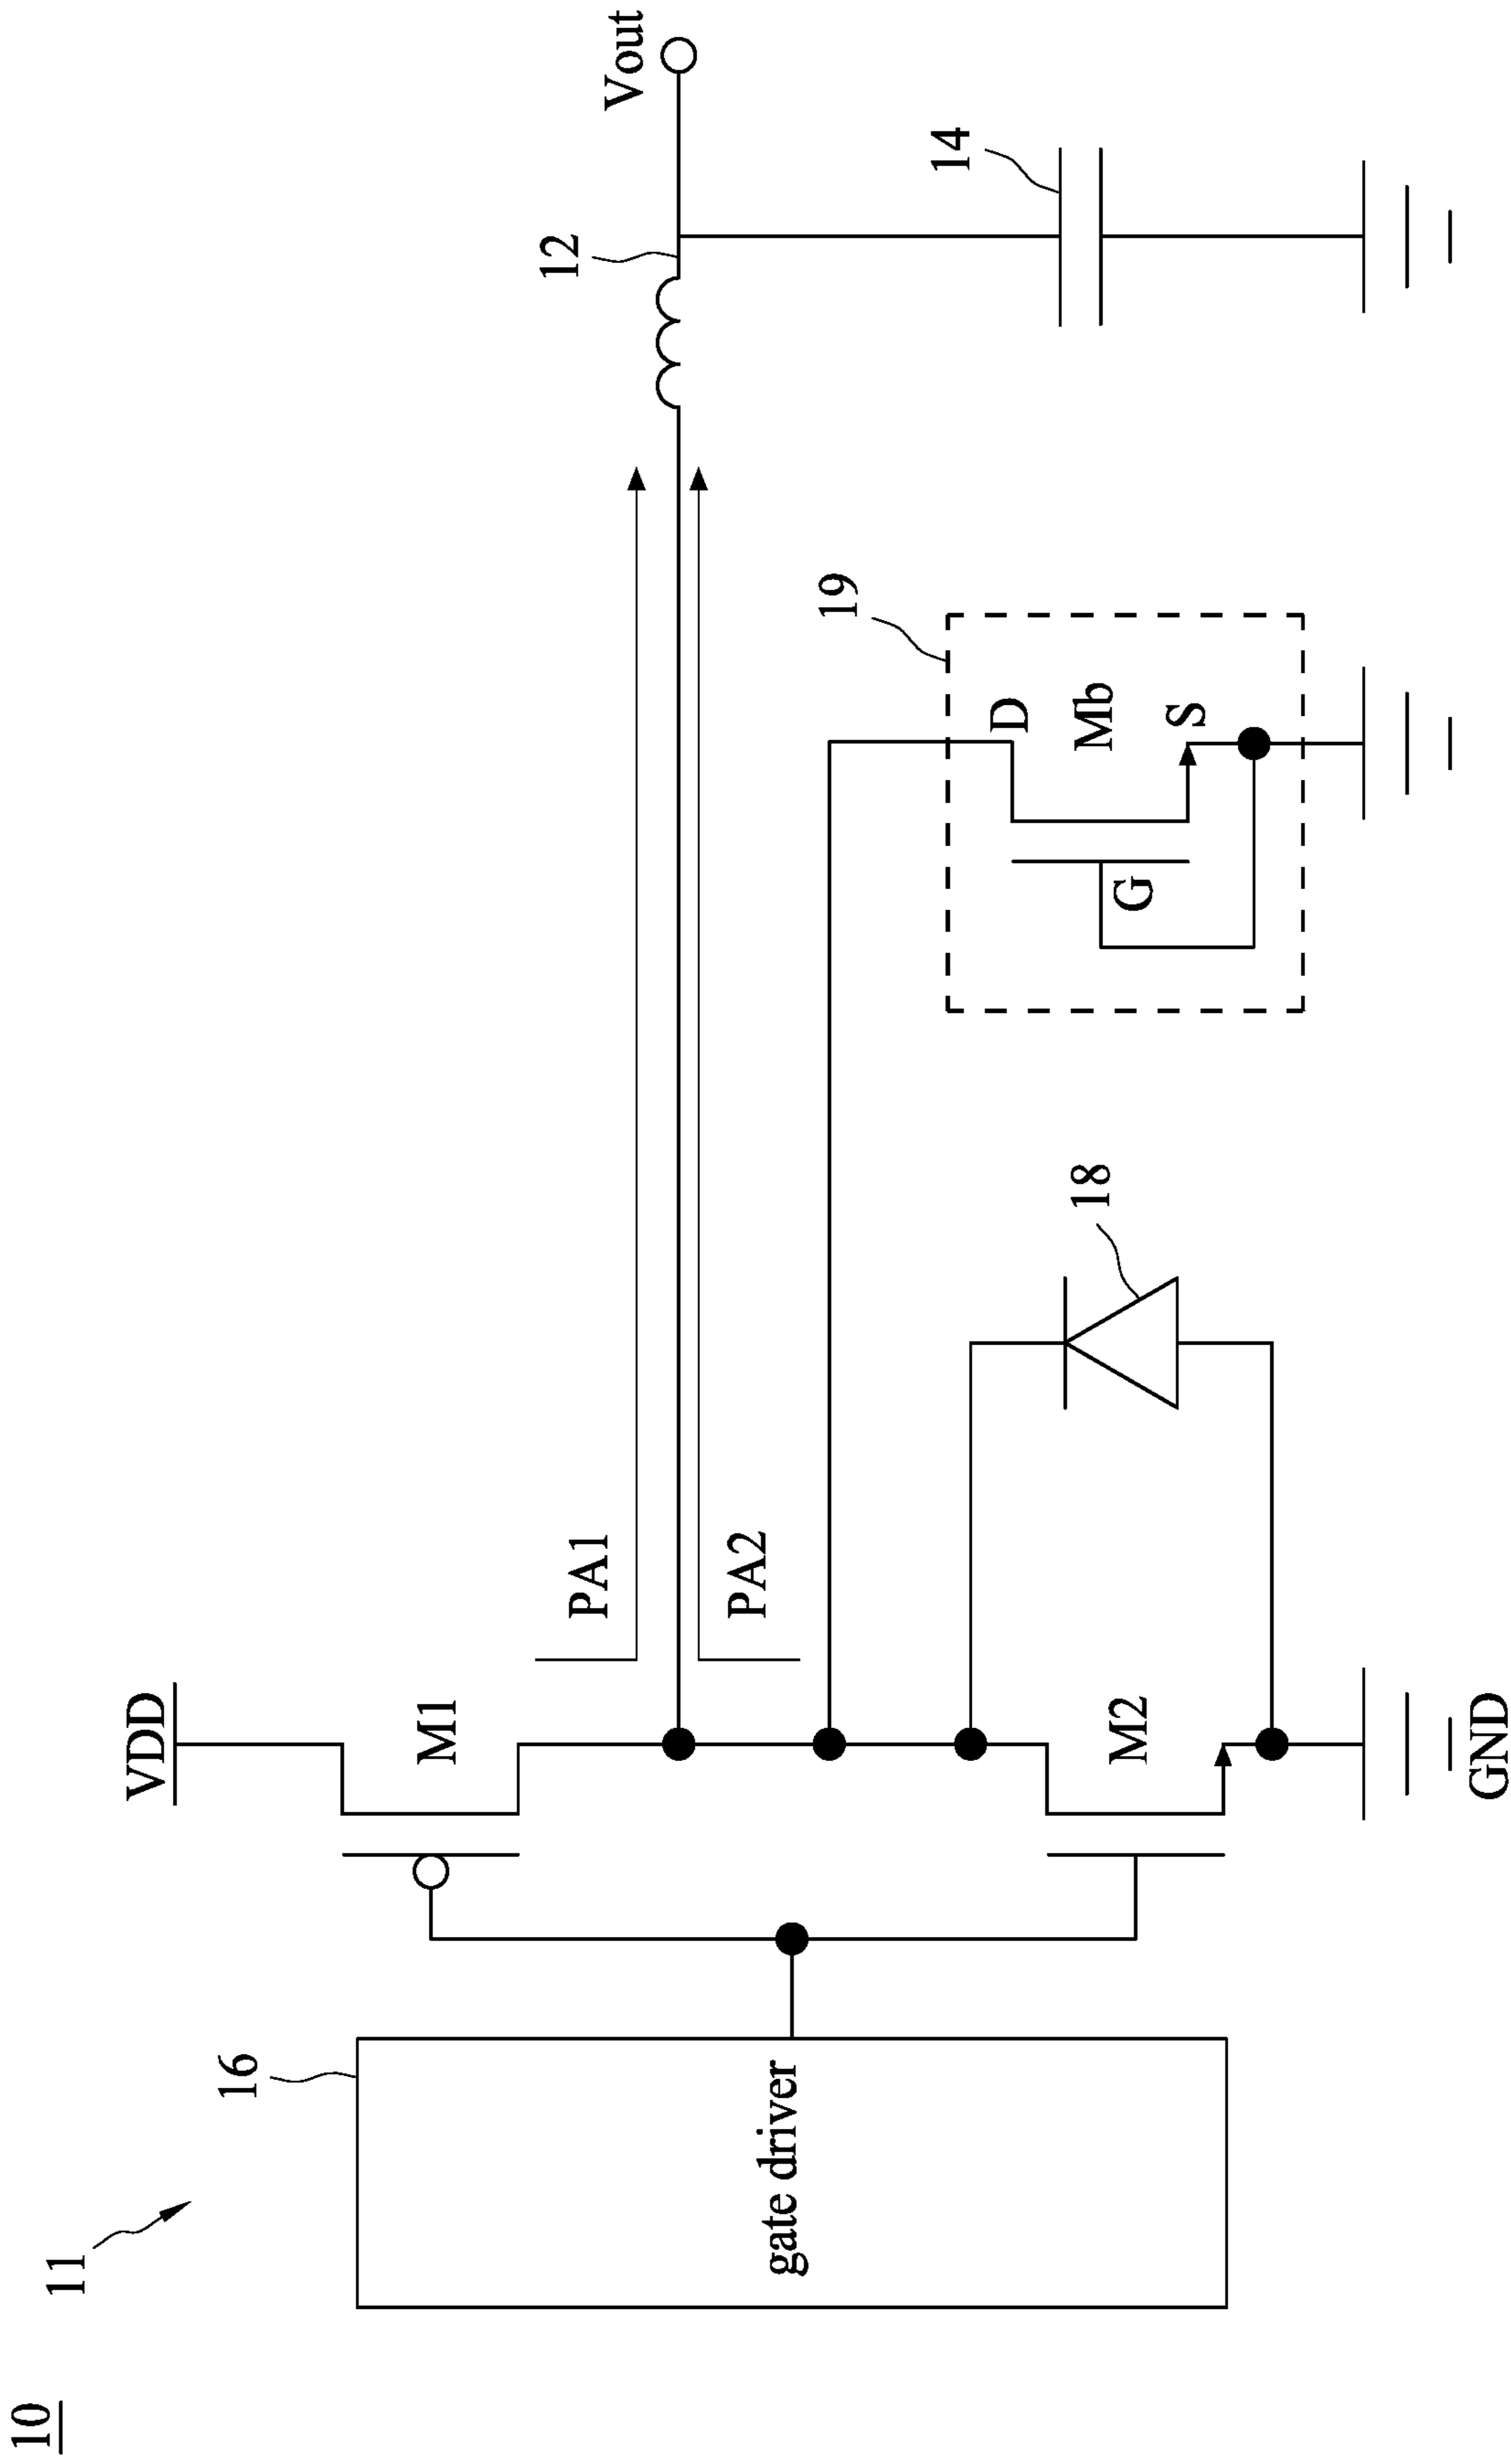 10
11
16
gate driver
VDD
M1
M2
GND
PA1
PA2
18
19
D
Mb
S
G
12
14
Vout